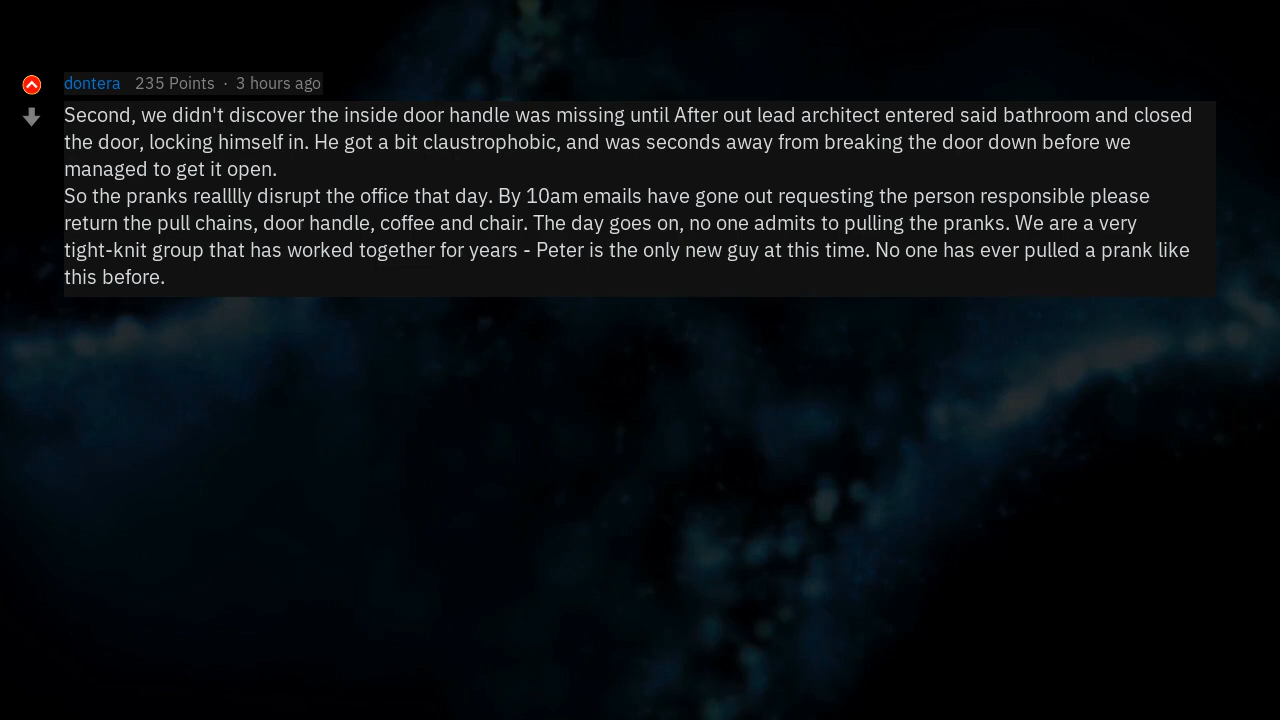 dontera 235 Points · 3 hours ago
Second, we didn't discover the inside door handle was missing until After out lead architect entered said bathroom and closed
the door, locking himself in. He got a bit claustrophobic, and was seconds away from breaking the door down before we
managed to get it open.
So the pranks realllly disrupt the office that day. By 10am emails have gone out requesting the person responsible please
return the pull chains, door handle, coffee and chair. The day goes on, no one admits to pulling the pranks. We are a very
tight-knit group that has worked together for years - Peter is the only new guy at this time. No one has ever pulled a prank like
this before.